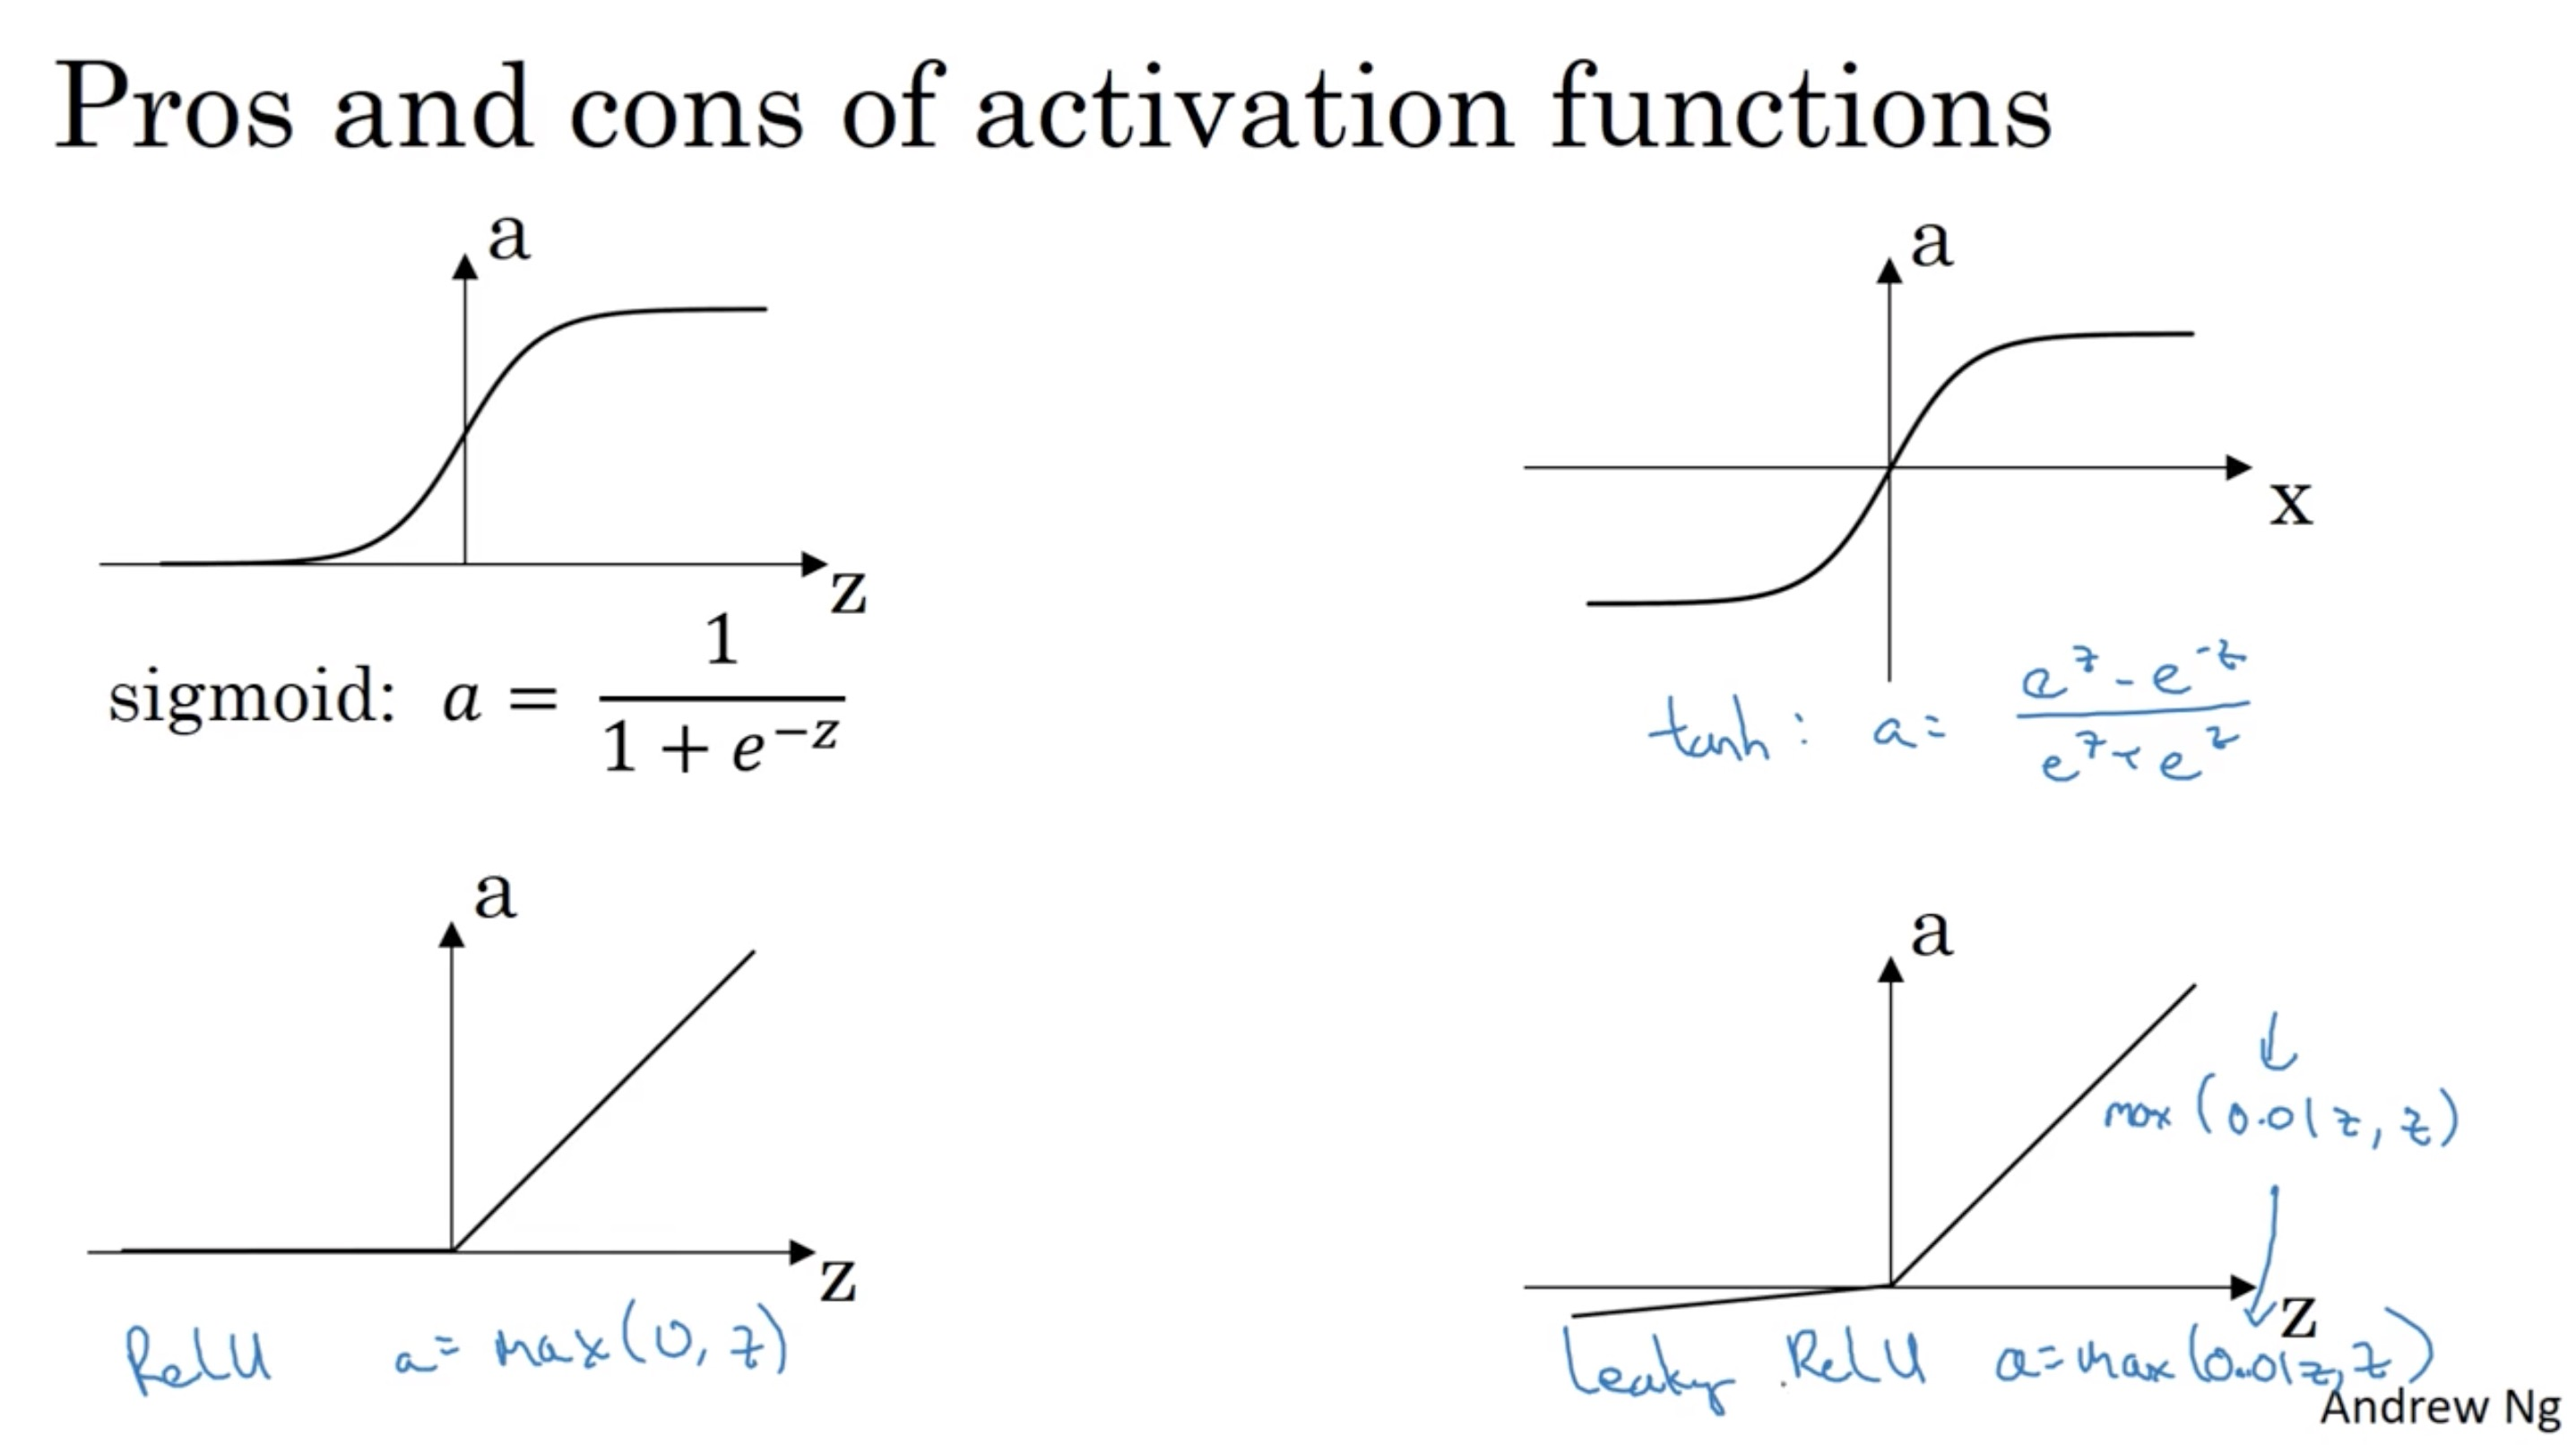 Pros and cons of activation functions
a
z
sigmoid: a = 1 / (1 + e^{-z})
a
x
tanh: a = (e^z - e^{-z}) / (e^z + e^z)
a
z
ReLU a = max(0, z)
a
max(0.01z, z)
z
Leaky ReLU a = max(0.01z, z)
Andrew Ng